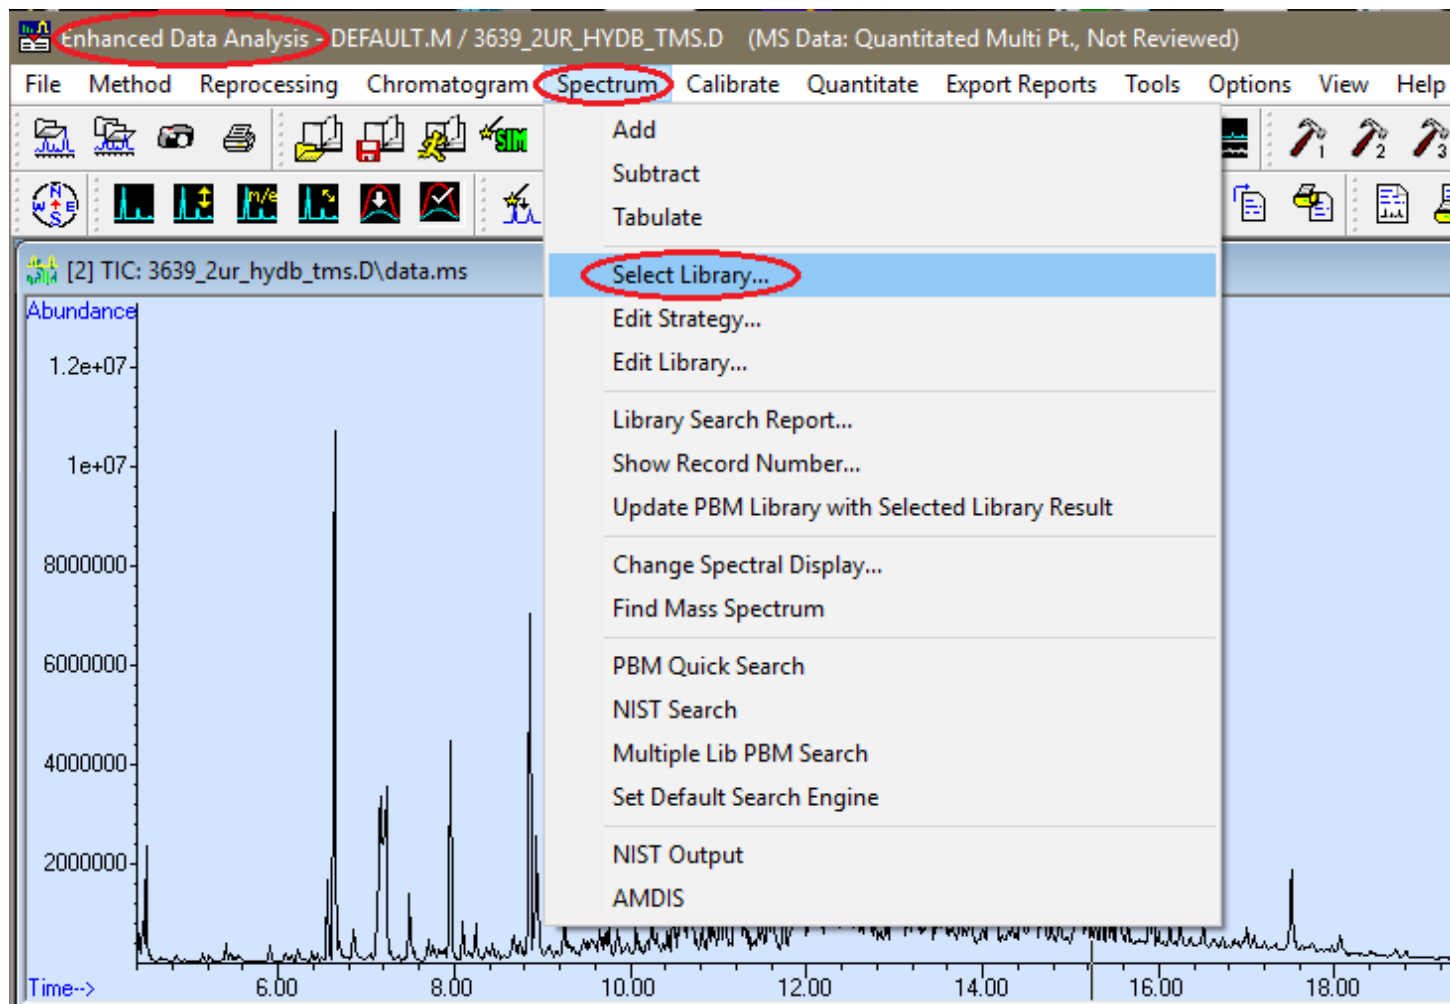 Enhanced Data Analysis - DEFAULT.M / 3639_2UR_HYDB_TMS.D (MS Data: Quantitated Multi Pt., Not Reviewed)
File Method Reprocessing Chromatogram Spectrum Calibrate Quantitate Export Reports Tools Options View Help
SIM
1 2 3
N W E S
m/e
Add
Subtract
Tabulate
[2] TIC: 3639_2ur_hydb_tms.D\data.ms
Select Library...
Edit Strategy...
Edit Library...
Library Search Report...
Show Record Number...
Update PBM Library with Selected Library Result
Change Spectral Display...
Find Mass Spectrum
PBM Quick Search
NIST Search
Multiple Lib PBM Search
Set Default Search Engine
NIST Output
AMDIS
Abundance
1.2e+07
1e+07
8000000
6000000
4000000
2000000
Time-->
6.00 8.00 10.00 12.00 14.00 16.00 18.00